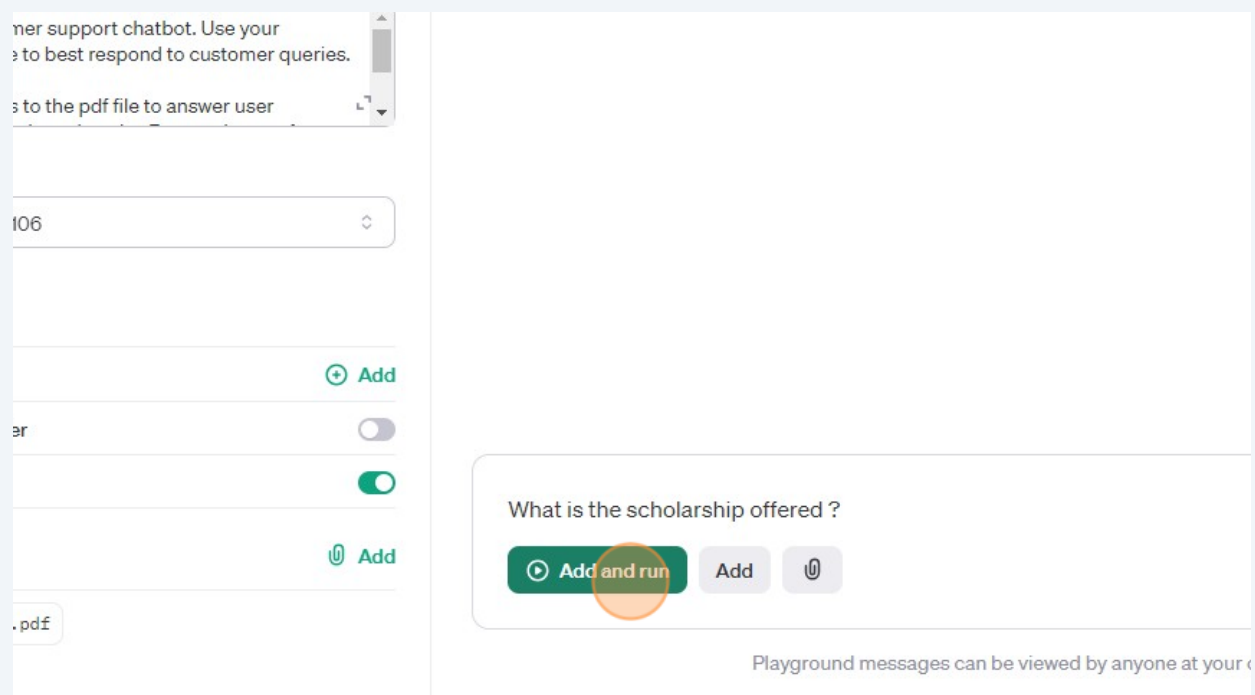 mer support chatbot. Use your
e to best respond to customer queries.
s to the pdf file to answer user
106
Add
er
Add
.pdf
What is the scholarship offered ?
Add and run
Add
Playground messages can be viewed by anyone at your